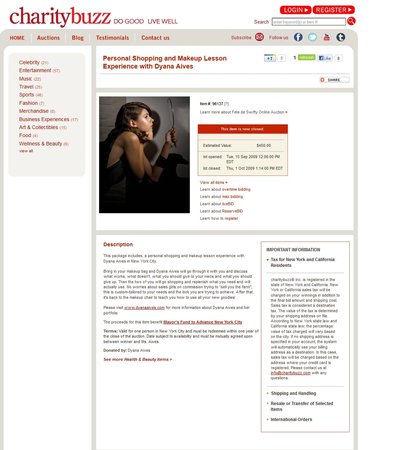 charitybuzz DO GOOD LIVE WELL
LOGIN REGISTER
Search
HOME Auctions Blog Testimonials Contact us
Subscribe Follow us
Personal Shopping and Makeup Lesson
Experience with Dyana Aives
Like
SHARE
Celebrity (21)
Entertainment (57)
Music (22)
Travel (25)
Sports (46)
Fashion (7)
Merchandise (8)
Business Experiences (17)
Art & Collectibles (15)
Food (4)
Wellness & Beauty (6)
view all
Item #: 96137 [?]
Learn more about Fete de Swifty Online Auction »
This item is now closed.
Estimated Value: $450.00
lot opened: Tue, 15 Sep 2009 12:00:00 PM
EDT
lot closed: Thu, 1 Oct 2009 1:14:00 PM EDT
View all items »
Learn about overtime bidding
Learn about max bidding
Learn about
Learn about Reserve
Learn how to register
Description
This package includes, a personal shopping and makeup lesson experience with
Dyana Aives in New York City.
Bring in your makeup bag and Dyana Aives will go through it with you and discuss
what works, what doesn't, what you should give to your niece and what you should
give up. Then the two of you will go shopping and replenish what you need and will
actually use. No worries about sales girls on commission trying to "sell you the farm",
this is custom-tailored to your needs and the look you are trying to achieve. After that,
it's back to the makeup chair to teach you how to use all your new goodies!
Please visit www.dyanaaives.com for more information about Dyana Aives and her
portfolio.
The proceeds for this item benefit Mayor's Fund to Advance New York City
Terms: Valid for one person in New York City and must be redeemed within one year of
the close of the auction. Date subject to availability and must be mutually agreed upon
between winner and Ms. Aives.
Donated by: Dyana Aives
See more Health & Beauty items »
IMPORTANT INFORMATION
Tax for New York and California
Residents
charitybuzz Inc. is registered in the
state of New York and California. New
York or California sales tax will be
charged on your winnings in addition to
the final bid amount and shipping cost.
Sales tax is considered a destination
tax. The value of the tax is determined
by your shipping address on file.
According to New York state law and
California state law, the percentage
value of tax charged will vary based
on the city. If no shipping address is
specified in your account, the system
will automatically use your billing
address as a destination. In this case,
sales tax will be charged based on the
address where your credit card is
registered. Please contact us at
info@charitybuzz.com with any
questions.
Shipping and Handling
Resale or Transfer of Selected
Items
International Orders